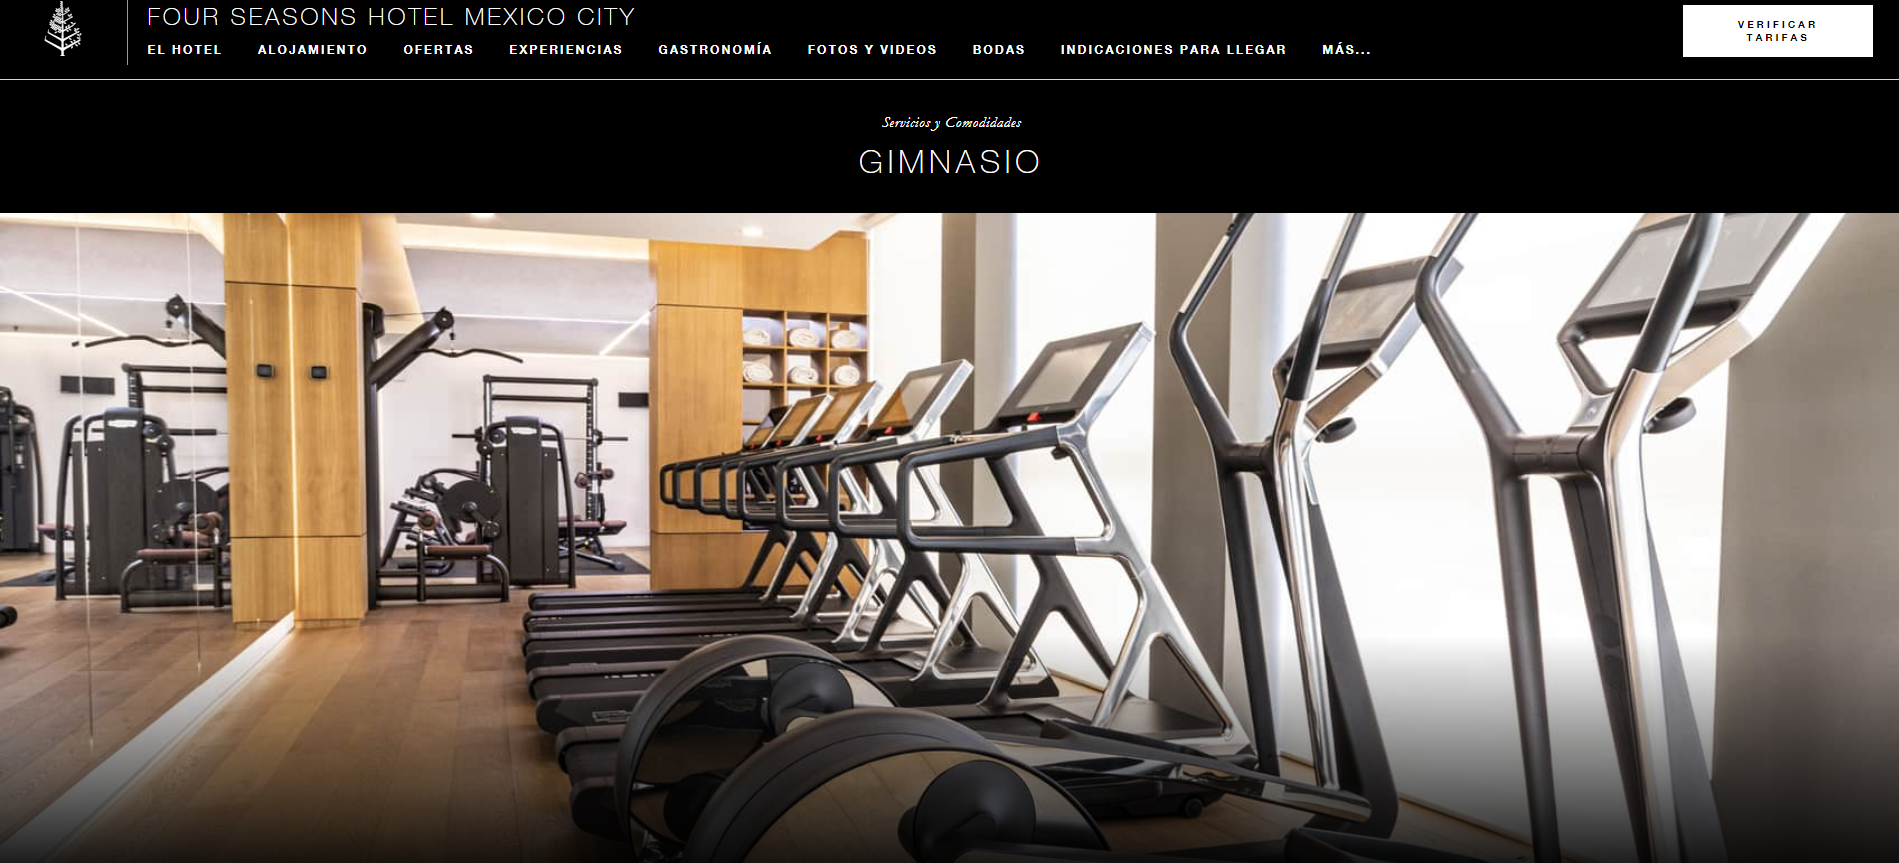 FOUR SEASONS HOTEL MEXICO CITY
VERIFICAR
TARIFAS
EL HOTEL ALOJAMIENTO OFERTAS EXPERIENCIAS GASTRONOMÍA FOTOS Y VIDEOS BODAS INDICACIONES PARA LLEGAR MÁS...
Servicios y Comodidades
GIMNASIO